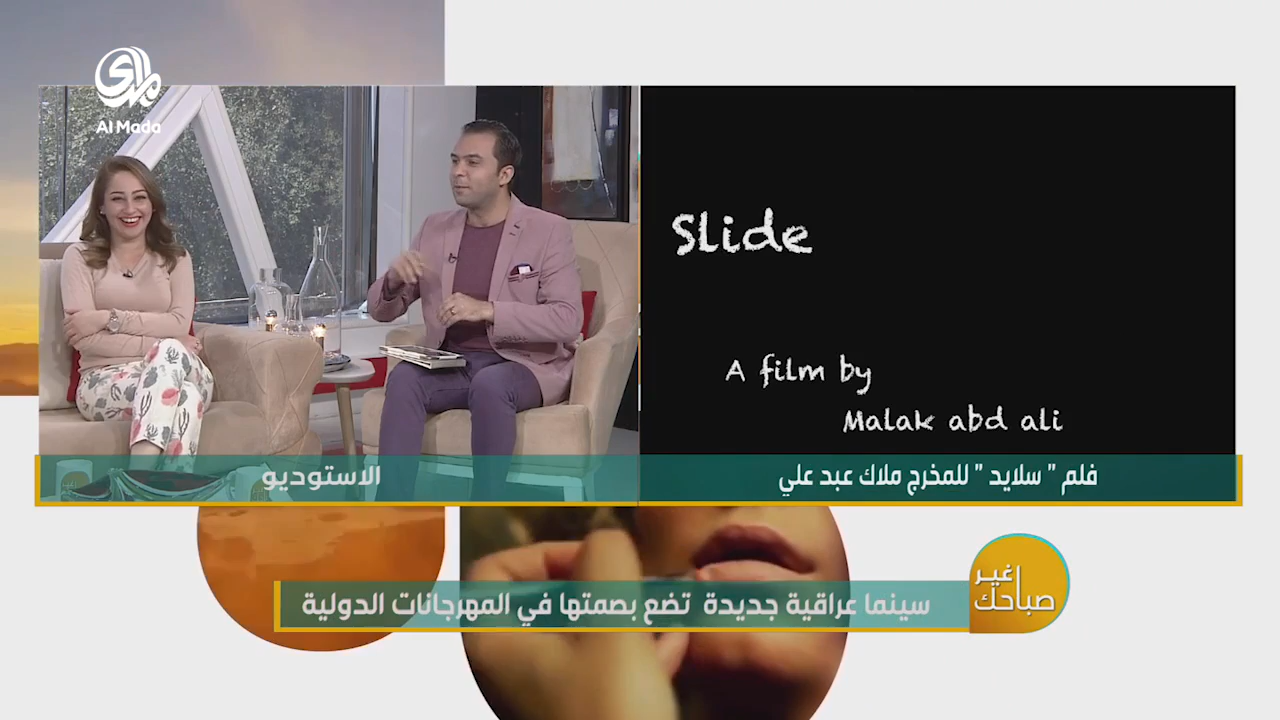 المدى
Al Mada
Slide
A film by
Malak abd ali
الاستوديو
فلم " سلايد " للمخرج ملاك عبد علي
غير
صباحك
سينما عراقية جديدة تضع بصمتها في المهرجانات الدولية